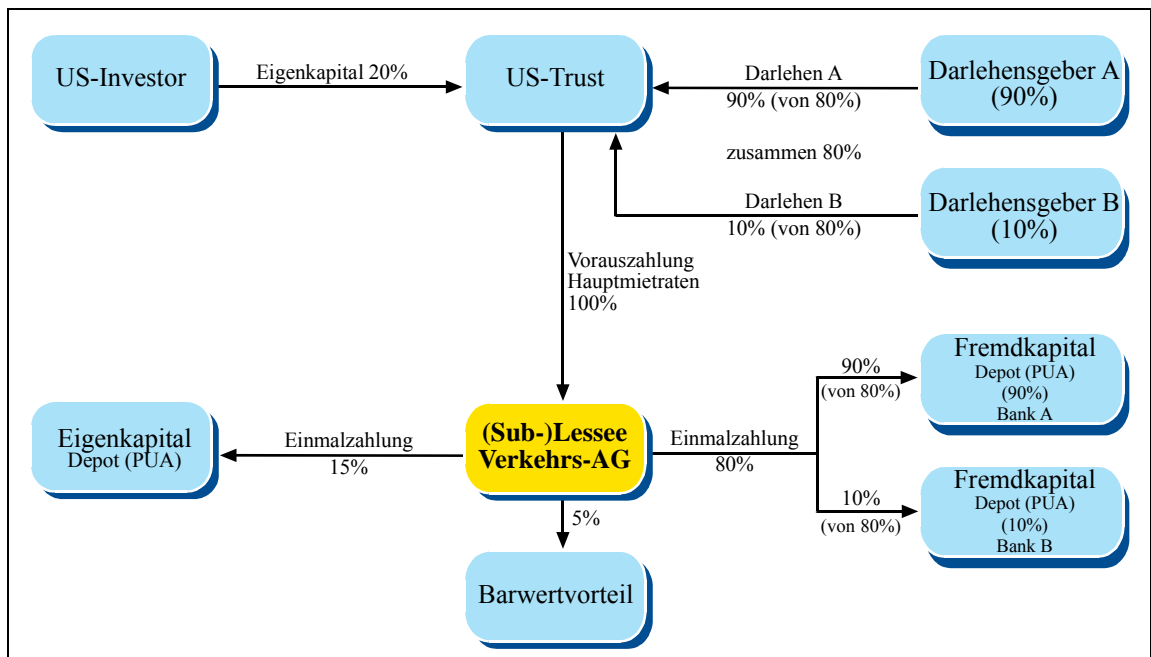 US-Investor
Eigenkapital 20%
US-Trust
Darlehen A
90% (von 80%)
Darlehensgeber A
(90%)
zusammen 80%
Darlehen B
10% (von 80%)
Darlehensgeber B
(10%)
Vorauszahlung
Hauptmietraten
100%
Eigenkapital
Depot (PUA)
Einmalzahlung
15%
(Sub-)Lessee
Verkehrs-AG
Einmalzahlung
80%
90%
(von 80%)
Fremdkapital
Depot (PUA)
(90%)
Bank A
10%
(von 80%)
Fremdkapital
Depot (PUA)
(10%)
Bank B
5%
Barwertvorteil